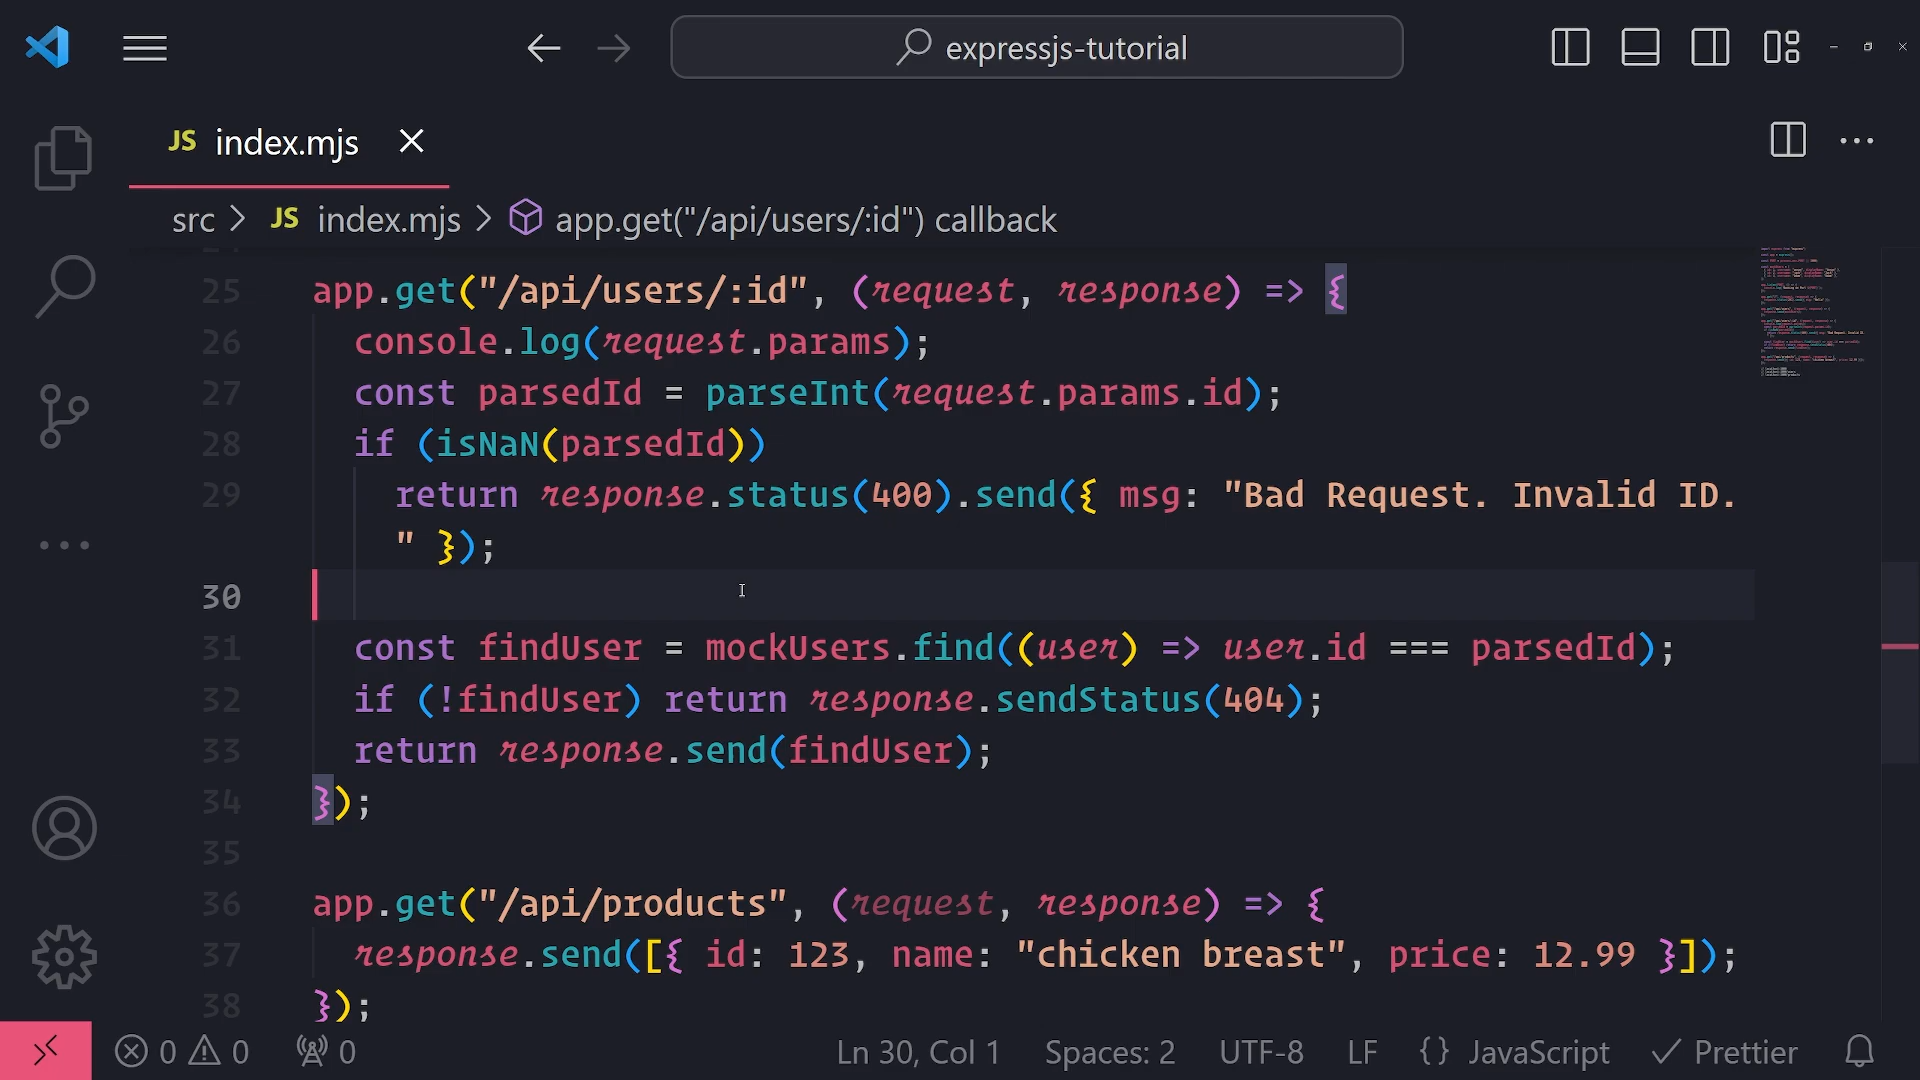 expressjs-tutorial
JS index.mjs
src > JS index.mjs > app.get("/api/users/:id") callback
25 app.get("/api/users/:id", (request, response) => {
26 console.log(request.params);
27 const parsedId = parseInt(request.params.id);
28 if (isNaN(parsedId))
29 return response.status(400).send({ msg: "Bad Request. Invalid ID.
" });
30
31 const findUser = mockUsers.find((user) => user.id === parsedId);
32 if (!findUser) return response.sendStatus(404);
33 return response.send(findUser);
34 });
35
36 app.get("/api/products", (request, response) => {
37 response.send([{ id: 123, name: "chicken breast", price: 12.99 }]);
38 });
0 0 0 Ln 30, Col 1 Spaces: 2 UTF-8 LF {} JavaScript Prettier